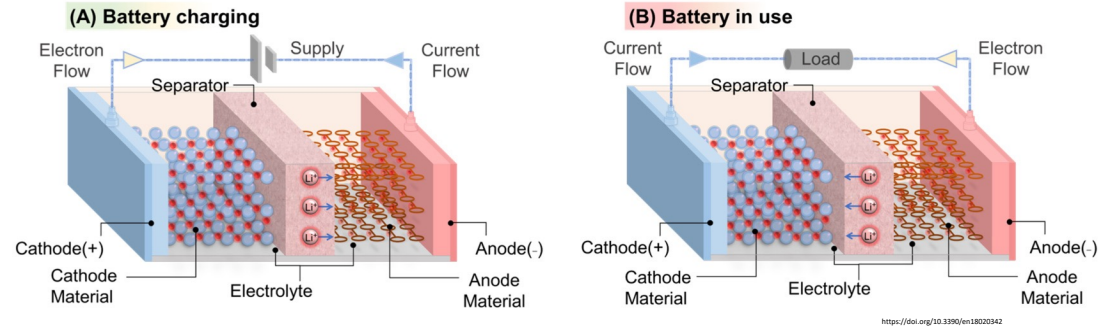 (A) Battery charging
Electron
Flow
Supply
Current
Flow
Separator
Li⁺
Li⁺
Li⁺
Cathode(+)
Cathode
Material
Electrolyte
Anode(-)
Anode
Material
(B) Battery in use
Current
Flow
Load
Electron
Flow
Separator
Li⁺
Li⁺
Li⁺
Cathode(+)
Cathode
Material
Electrolyte
Anode(-)
Anode
Material
https://doi.org/10.3390/en18020342